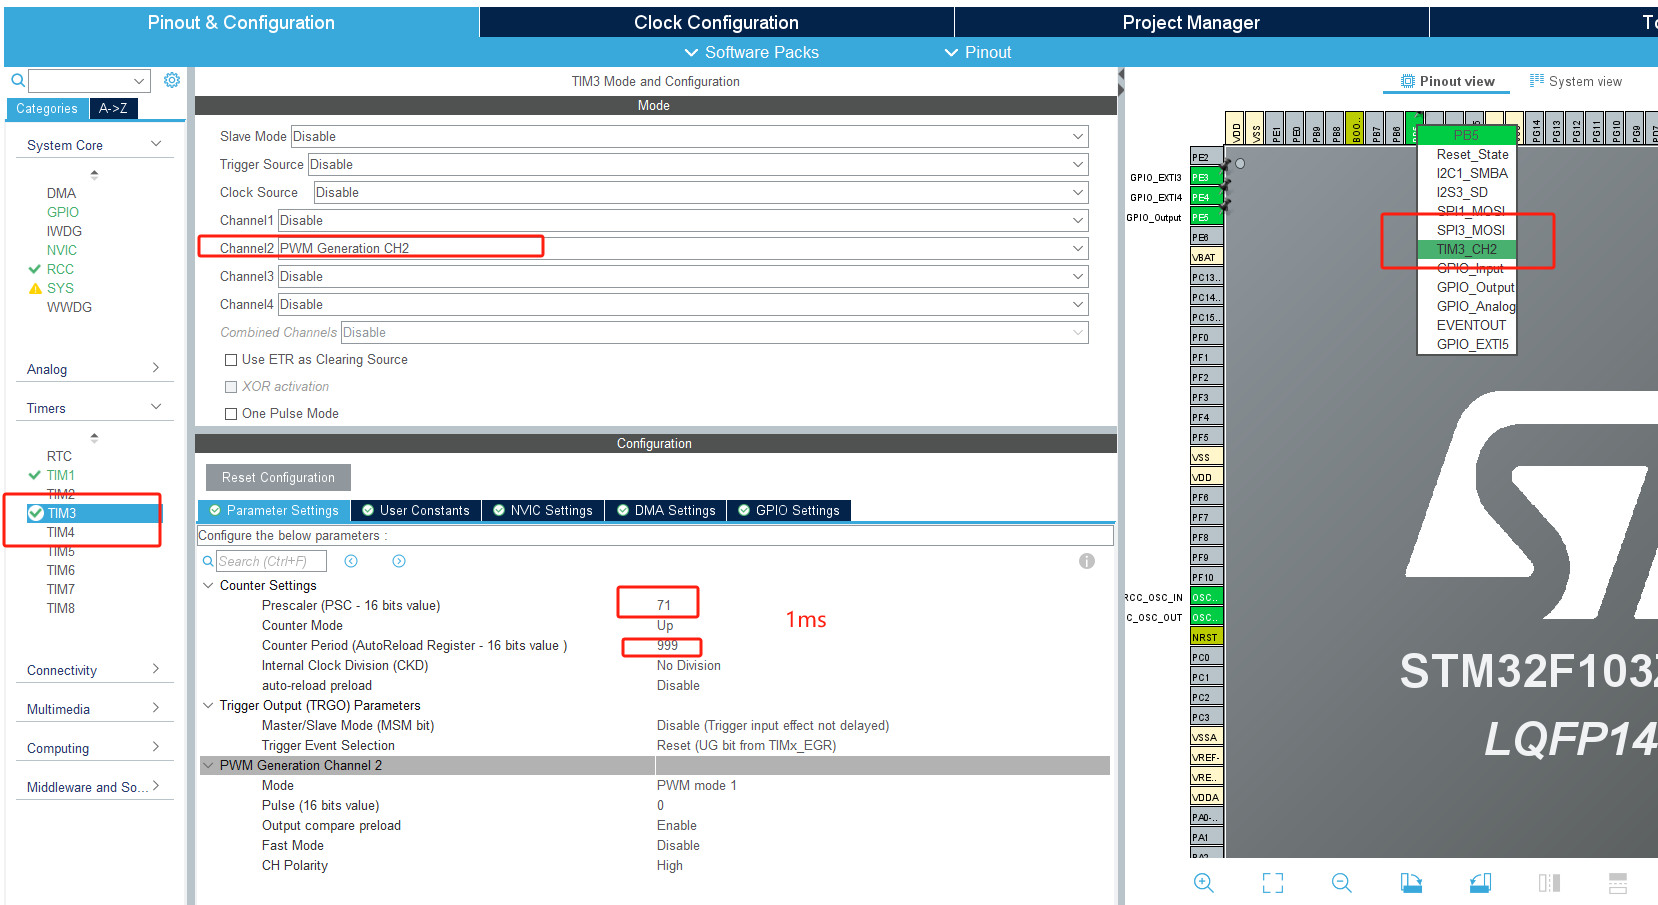 Pinout & Configuration
Clock Configuration
Project Manager
To
Software Packs
Pinout
Categories
A->Z
System Core
DMA
GPIO
IWDG
NVIC
RCC
SYS
WWDG
Analog
Timers
RTC
TIM1
TIM2
TIM3
TIM4
TIM5
TIM6
TIM7
TIM8
Connectivity
Multimedia
Computing
Middleware and So...
TIM3 Mode and Configuration
Mode
Slave Mode Disable
Trigger Source Disable
Clock Source Disable
Channel1 Disable
Channel2 PWM Generation CH2
Channel3 Disable
Channel4 Disable
Combined Channels Disable
Use ETR as Clearing Source
XOR activation
One Pulse Mode
Configuration
Reset Configuration
Parameter Settings
User Constants
NVIC Settings
DMA Settings
GPIO Settings
Configure the below parameters :
Search (Ctrl+F)
Counter Settings
Prescaler (PSC - 16 bits value) 71
Counter Mode Up
Counter Period (AutoReload Register - 16 bits value ) 999
Internal Clock Division (CKD) No Division
auto-reload preload Disable
1ms
Trigger Output (TRGO) Parameters
Master/Slave Mode (MSM bit) Disable (Trigger input effect not delayed)
Trigger Event Selection Reset (UG bit from TIMx_EGR)
PWM Generation Channel 2
Mode PWM mode 1
Pulse (16 bits value) 0
Output compare preload Enable
Fast Mode Disable
CH Polarity High
Pinout view
System view
VDD
VSS
PE1
PE0
PB9
PB8
BOO..
PB7
PB6
PG14
PG13
PG12
PG11
PG10
PG9
PD7
PB5
Reset_State
I2C1_SMBA
I2S3_SD
SPI1_MOSI
SPI3_MOSI
TIM3_CH2
GPIO_Input
GPIO_Output
GPIO_Analog
EVENTOUT
GPIO_EXTI5
PE2
GPIO_EXTI3 PE3
GPIO_EXTI4 PE4
GPIO_Output PE5
PE6
VBAT
PC13..
PC14..
PC15..
PF0
PF1
PF2
PF3
PF4
PF5
VSS
VDD
PF6
PF7
PF8
PF9
PF10
RCC_OSC_IN OSC..
C_OSC_OUT OSC..
NRST
PC0
PC1
PC2
PC3
VSSA
VREF-
VRE..
VDDA
PA0-..
PA1
PA2
STM32F103Z
LQFP14